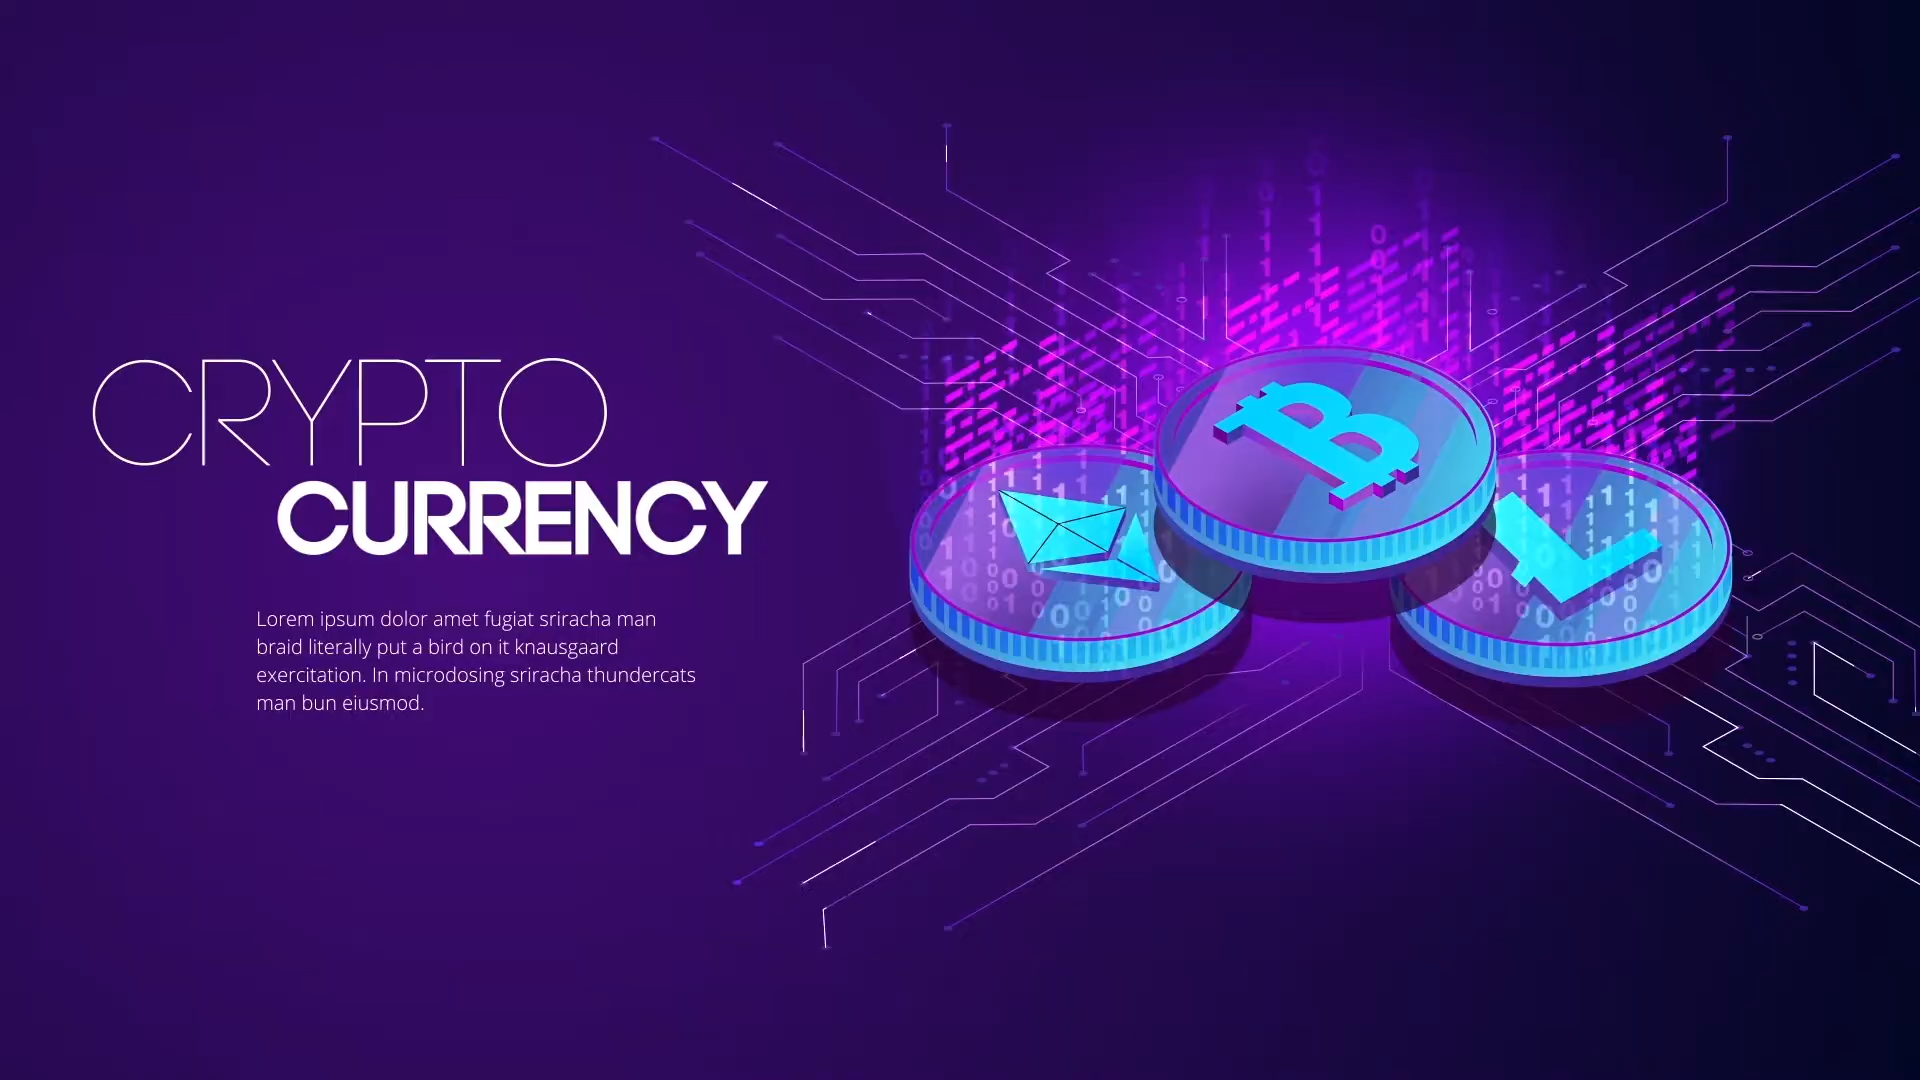 CRYPTO
CURRENCY
Lorem ipsum dolor amet fugiat sriracha man
braid literally put a bird on it knausgaard
exercitation. In microdosing sriracha thundercats
man bun eiusmod.